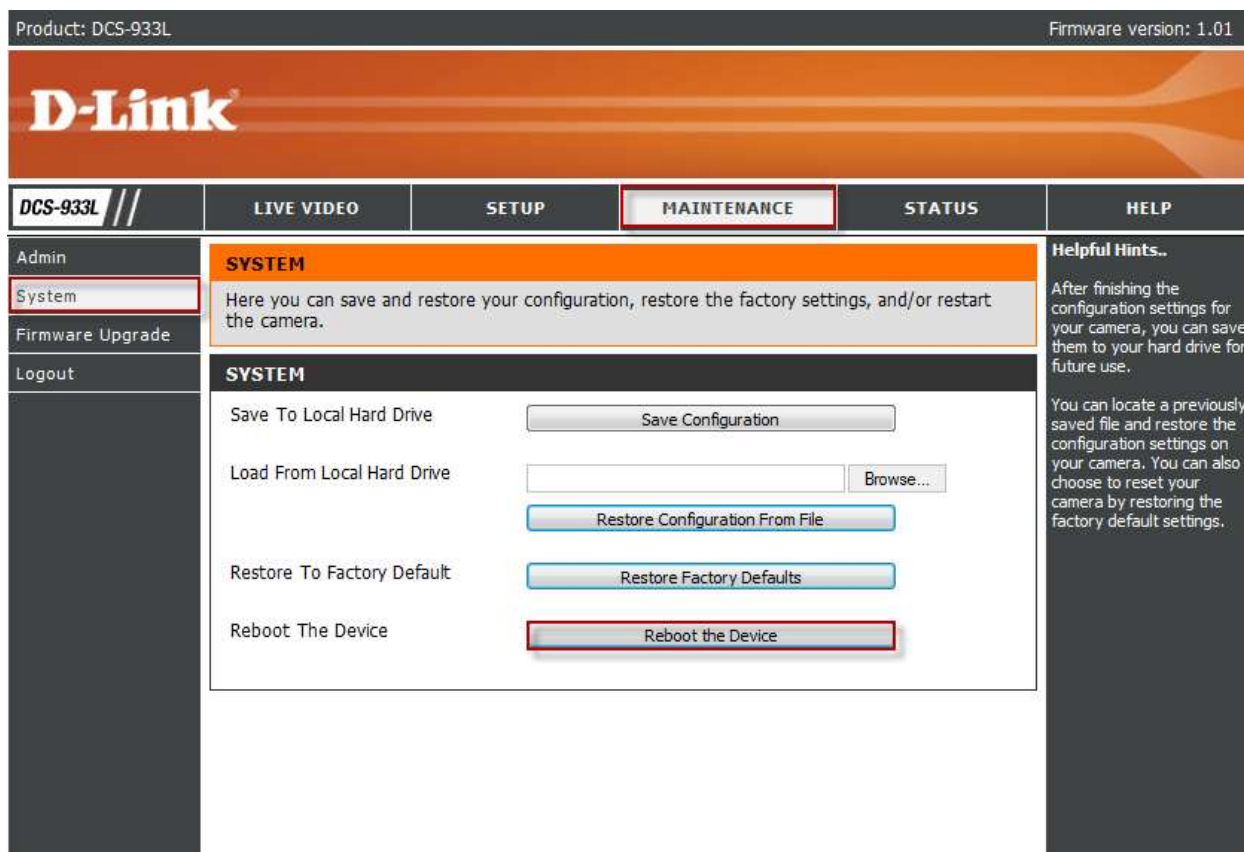 Product: DCS-933L
Firmware version: 1.01
D-Link
DCS-933L
LIVE VIDEO
SETUP
MAINTENANCE
STATUS
HELP
Admin
System
Firmware Upgrade
Logout
SYSTEM
Here you can save and restore your configuration, restore the factory settings, and/or restart
the camera.
SYSTEM
Save To Local Hard Drive
Save Configuration
Load From Local Hard Drive
Browse...
Restore Configuration From File
Restore To Factory Default
Restore Factory Defaults
Reboot The Device
Reboot the Device
Helpful Hints..
After finishing the
configuration settings for
your camera, you can save
them to your hard drive for
future use.
You can locate a previously
saved file and restore the
configuration settings on
your camera. You can also
choose to reset your
camera by restoring the
factory default settings.